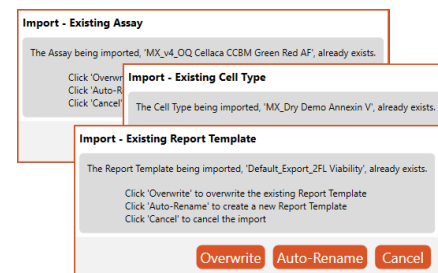 Import - Existing Assay
The Assay being imported, 'MX_v4_OQ Cellaca CCBM Green Red AF', already exists.
Click 'Overwr
Click 'Auto-R
Click 'Cancel'
Import - Existing Cell Type
The Cell Type being imported, 'MX_Dry Demo Annexin V', already exists.
Import - Existing Report Template
The Report Template being imported, 'Default_Export_2FL Viability', already exists.
Click 'Overwrite' to overwrite the existing Report Template
Click 'Auto-Rename' to create a new Report Template
Click 'Cancel' to cancel the import
Overwrite Auto-Rename Cancel